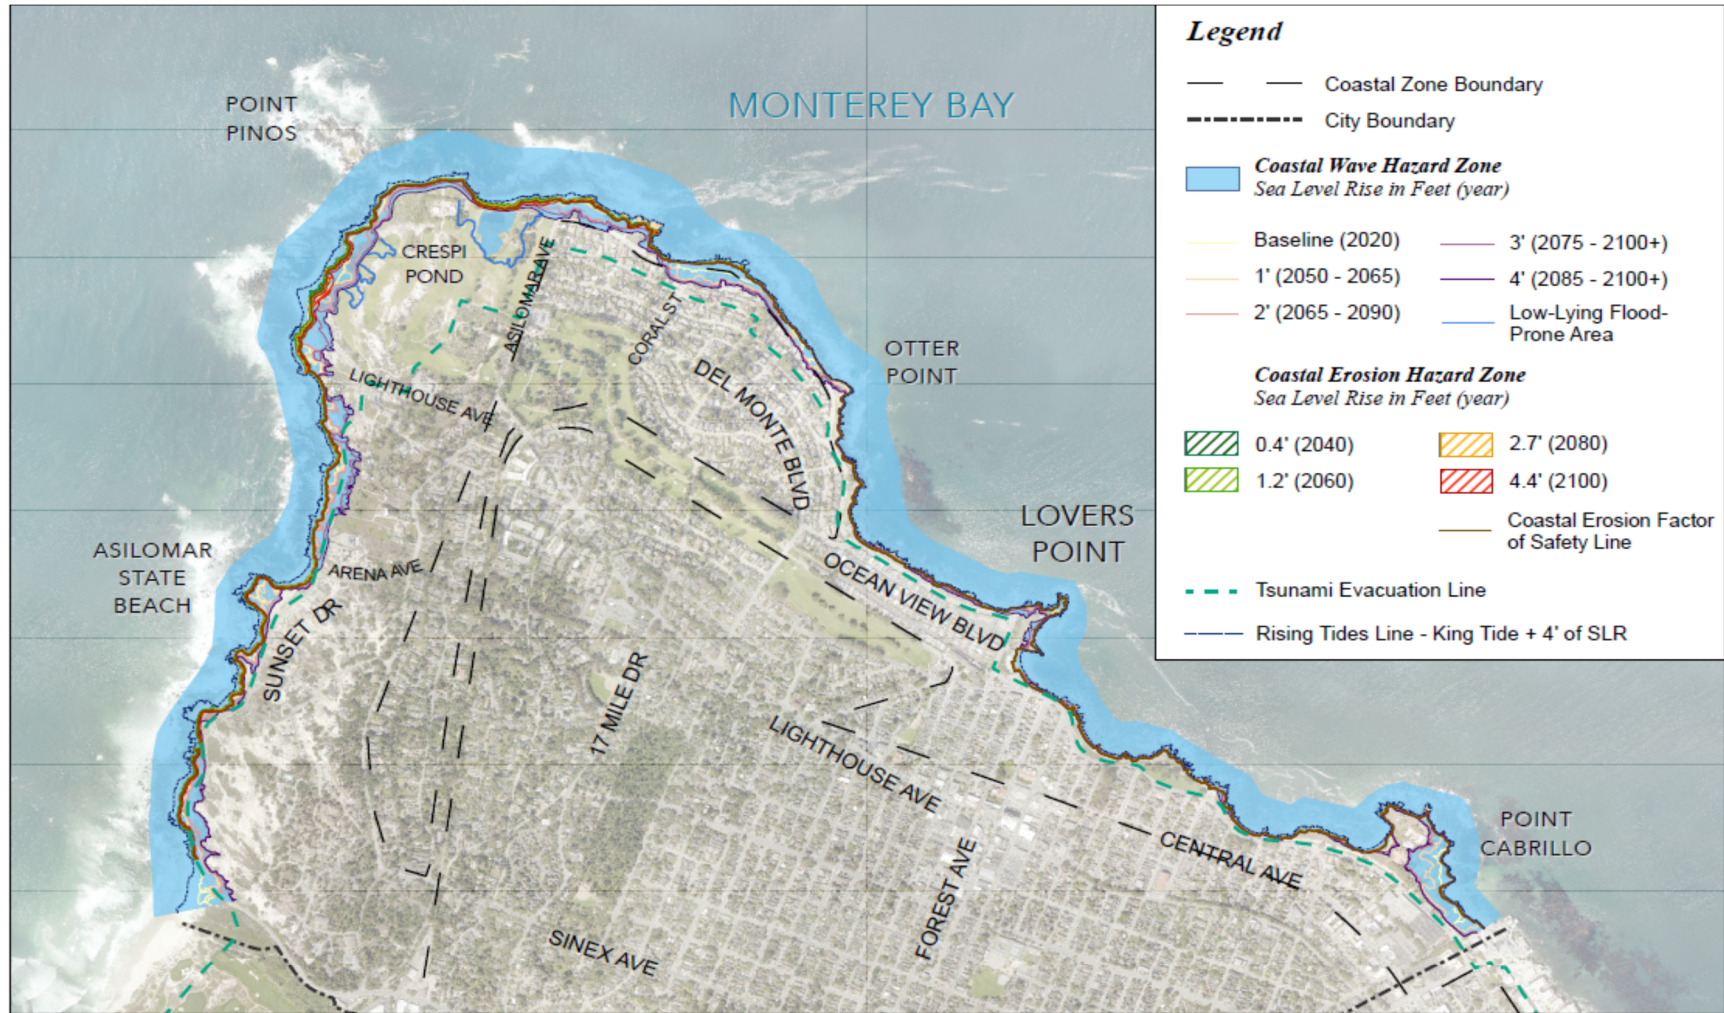 POINT
PINOS
MONTEREY BAY
CRESPI
POND
ASILOMAR AVE
CORAL ST
OTTER
POINT
LIGHTHOUSE AVE
DEL MONTE BLVD
LOVERS
POINT
ASILOMAR
STATE
BEACH
ARENA AVE
OCEAN VIEW BLVD
SUNSET DR
17 MILE DR
LIGHTHOUSE AVE
POINT
CABRILLO
CENTRAL AVE
FOREST AVE
SINEX AVE
Legend
Coastal Zone Boundary
City Boundary
Coastal Wave Hazard Zone
Sea Level Rise in Feet (year)
Baseline (2020)
1' (2050 - 2065)
2' (2065 - 2090)
3' (2075 - 2100+)
4' (2085 - 2100+)
Low-Lying Flood-
Prone Area
Coastal Erosion Hazard Zone
Sea Level Rise in Feet (year)
0.4' (2040)
1.2' (2060)
2.7' (2080)
4.4' (2100)
Coastal Erosion Factor
of Safety Line
Tsunami Evacuation Line
Rising Tides Line - King Tide + 4' of SLR